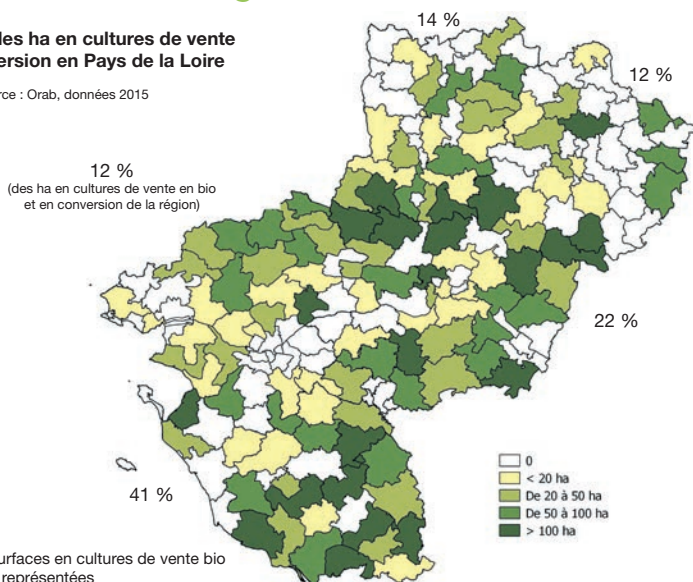 des ha en cultures de vente
ersion en Pays de la Loire
rce : Orab, données 2015
14 %
12 %
12 %
(des ha en cultures de vente en bio
et en conversion de la région)
22 %
41 %
0
< 20 ha
De 20 à 50 ha
De 50 à 100 ha
> 100 ha
urfaces en cultures de vente bio
représentées